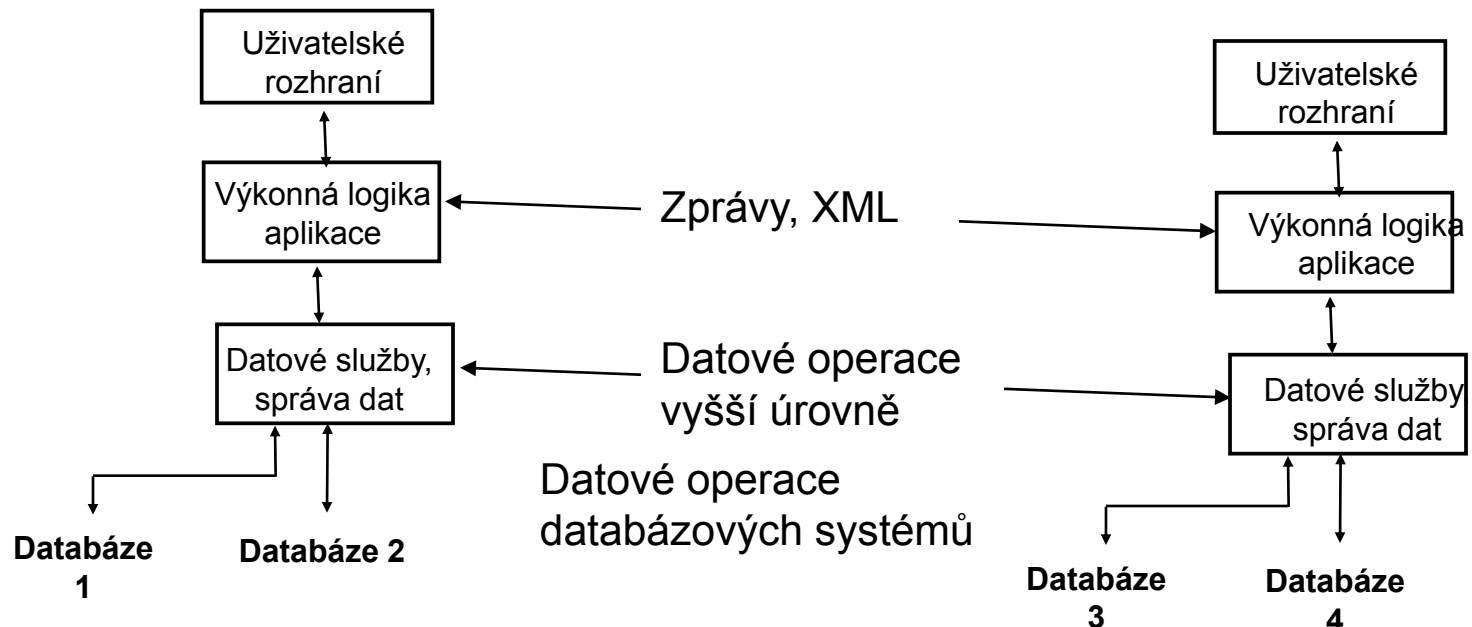 Uživatelské
rozhraní
Výkonná logika
aplikace
Datové služby,
správa dat
Databáze
1
Databáze 2
Zprávy, XML
Datové operace
vyšší úrovně
Datové operace
databázových systémů
Uživatelské
rozhraní
Výkonná logika
aplikace
Datové služby
správa dat
Databáze
3
Databáze
4